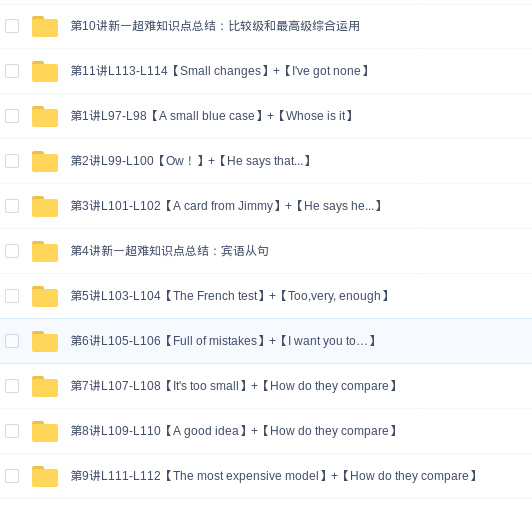 第10讲新一超难知识点总结：比较级和最高级综合运用
第11讲L113-L114【Small changes】+【I've got none】
第1讲L97-L98【A small blue case】+【Whose is it】
第2讲L99-L100【Ow！】+【He says that...】
第3讲L101-L102【A card from Jimmy】+【He says he...】
第4讲新一超难知识点总结：宾语从句
第5讲L103-L104【The French test】+【Too,very, enough】
第6讲L105-L106【Full of mistakes】+【I want you to…】
第7讲L107-L108【It's too small】+【How do they compare】
第8讲L109-L110【A good idea】+【How do they compare】
第9讲L111-L112【The most expensive model】+【How do they compare】